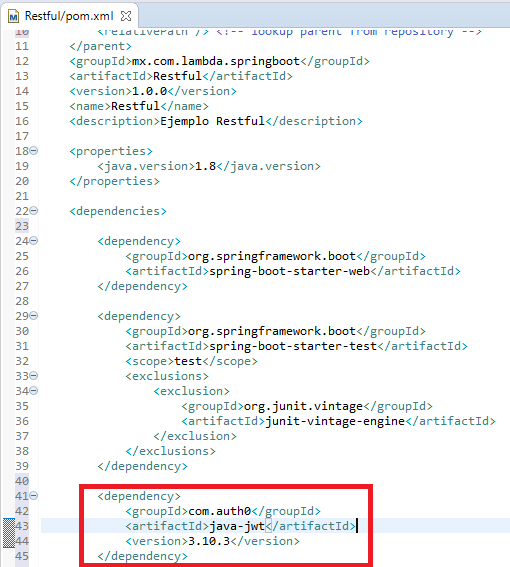 Restful/pom.xml
10 <relativePath /> <!-- lookup parent from repository -->
11 </parent>
12 <groupId>mx.com.lambda.springboot</groupId>
13 <artifactId>Restful</artifactId>
14 <version>1.0.0</version>
15 <name>Restful</name>
16 <description>Ejemplo Restful</description>
17
18 <properties>
19 <java.version>1.8</java.version>
20 </properties>
21
22 <dependencies>
23
24 <dependency>
25 <groupId>org.springframework.boot</groupId>
26 <artifactId>spring-boot-starter-web</artifactId>
27 </dependency>
28
29 <dependency>
30 <groupId>org.springframework.boot</groupId>
31 <artifactId>spring-boot-starter-test</artifactId>
32 <scope>test</scope>
33 <exclusions>
34 <exclusion>
35 <groupId>org.junit.vintage</groupId>
36 <artifactId>junit-vintage-engine</artifactId>
37 </exclusion>
38 </exclusions>
39 </dependency>
40
41 <dependency>
42 <groupId>com.auth0</groupId>
43 <artifactId>java-jwt</artifactId>
44 <version>3.10.3</version>
45 </dependency>